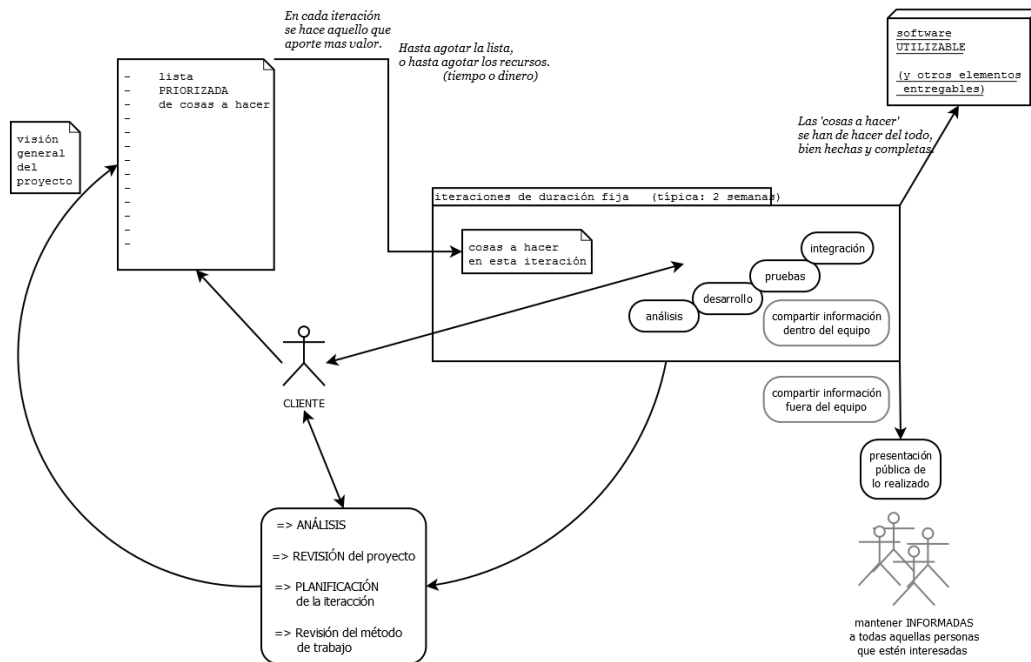 En cada iteración
se hace aquello que
aporte mas valor.
Hasta agotar la lista,
o hasta agotar los recursos.
(tiempo o dinero)
software
UTILIZABLE
(y otros elementos
entregables)
- lista
- PRIORIZADA
- de cosas a hacer
-
-
-
-
-
-
-
-
-
-
visión
general
del
proyecto
Las 'cosas a hacer'
se han de hacer del todo,
bien hechas y completas.
iteraciones de duración fija (típica: 2 semanas)
cosas a hacer
en esta iteración
integración
pruebas
desarrollo
análisis
compartir información
dentro del equipo
CLIENTE
compartir información
fuera del equipo
presentación
pública de
lo realizado
=> ANÁLISIS
=> REVISIÓN del proyecto
=> PLANIFICACIÓN
de la iteracción
=> Revisión del método
de trabajo
mantener INFORMADAS
a todas aquellas personas
que estén interesadas